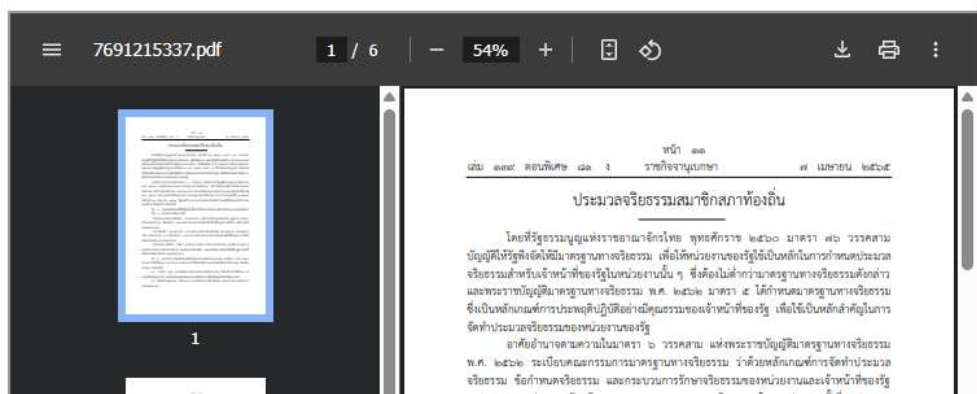 7691215337.pdf
1 / 6
54%
หน้า ๑๑
เล่ม ๑๓๙ ตอนพิเศษ ๘๑ ง ราชกิจจานุเบกษา ๗ เมษายน ๒๕๖๕
ประมวลจริยธรรมสมาชิกสภาท้องถิ่น
โดยที่รัฐธรรมนูญแห่งราชอาณาจักรไทย พุทธศักราช ๒๕๖๐ มาตรา ๗๖ วรรคสาม
บัญญัติให้รัฐพึงจัดให้มีมาตรฐานทางจริยธรรม เพื่อให้หน่วยงานของรัฐใช้เป็นหลักในการกำหนดประมวล
จริยธรรมสำหรับเจ้าหน้าที่ของรัฐในหน่วยงานนั้น ๆ ซึ่งต้องไม่ต่ำกว่ามาตรฐานทางจริยธรรมดังกล่าว
และพระราชบัญญัติมาตรฐานทางจริยธรรม พ.ศ. ๒๕๖๒ มาตรา ๕ ได้กำหนดมาตรฐานทางจริยธรรม
ซึ่งเป็นหลักเกณฑ์การประพฤติปฏิบัติอย่างมีคุณธรรมของเจ้าหน้าที่ของรัฐ เพื่อใช้เป็นหลักสำคัญในการ
จัดทำประมวลจริยธรรมของหน่วยงานของรัฐ
อาศัยอำนาจตามความในมาตรา ๖ วรรคสาม แห่งพระราชบัญญัติมาตรฐานทางจริยธรรม
พ.ศ. ๒๕๖๒ ระเบียบคณะกรรมการมาตรฐานทางจริยธรรม ว่าด้วยหลักเกณฑ์การจัดทำประมวล
จริยธรรม ข้อกำหนดจริยธรรม และกระบวนการรักษาจริยธรรมของหน่วยงานและเจ้าหน้าที่ของรัฐ
1